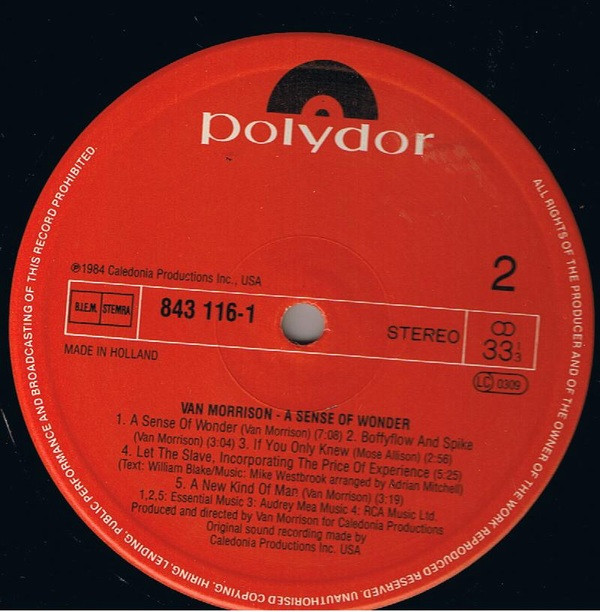 polydor
℗1984 Caledonia Productions Inc., USA
2
B.I.E.M. STEMRA
843 116-1
STEREO
33 1/3
MADE IN HOLLAND
LC 0309
VAN MORRISON - A SENSE OF WONDER
1. A Sense Of Wonder (Van Morrison) (7:08) 2. Boffyflow And Spike
(Van Morrison) (3:04) 3. If You Only Knew (Mose Allison) (2:56)
4. Let The Slave, Incorporating The Price Of Experience (5:25)
(Text: William Blake/Music: Mike Westbrook arranged by Adrian Mitchell)
5. A New Kind Of Man (Van Morrison) (3:19)
1,2,5: Essential Music 3: Audrey Mea Music 4: RCA Music Ltd.
Produced and directed by Van Morrison for Caledonia Productions
Original sound recording made by
Caledonia Productions Inc. USA
ALL RIGHTS OF THE PRODUCER AND OF THE OWNER OF THE WORK REPRODUCED RESERVED. UNAUTHORISED COPYING, HIRING, LENDING, PUBLIC PERFORMANCE AND BROADCASTING OF THIS RECORD PROHIBITED.